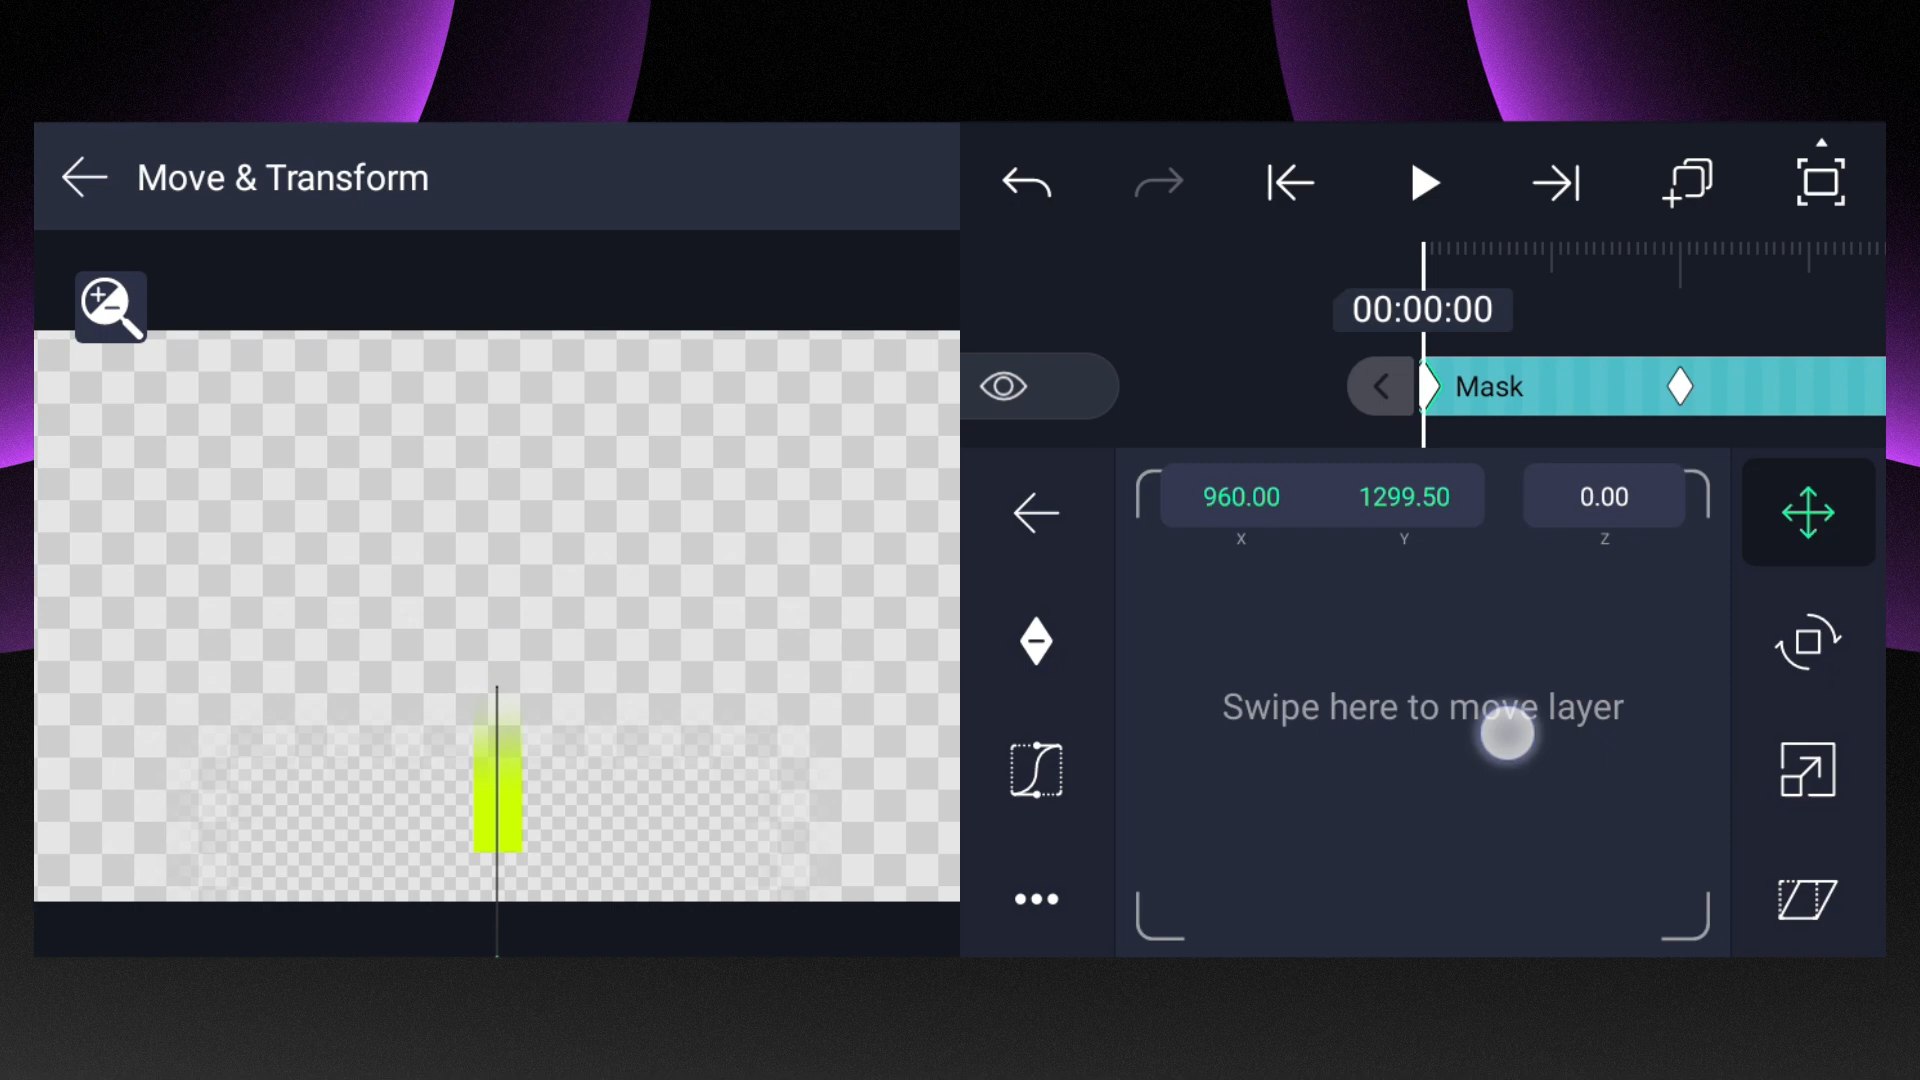 Move & Transform
00:00:00
Mask
960.00 1299.50 0.00
X Y Z
Swipe here to move layer